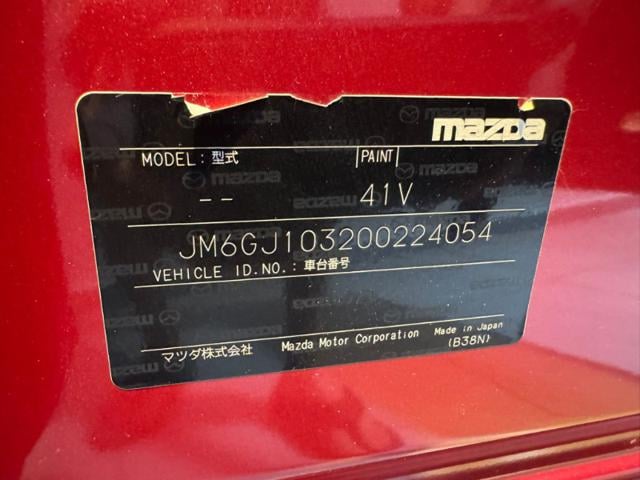 mazda
MODEL: 型式 PAINT
-- 41V
JM6GJ103200224054
VEHICLE ID.NO.: 車台番号
マツダ株式会社 Mazda Motor Corporation Made in Japan
(B38N)